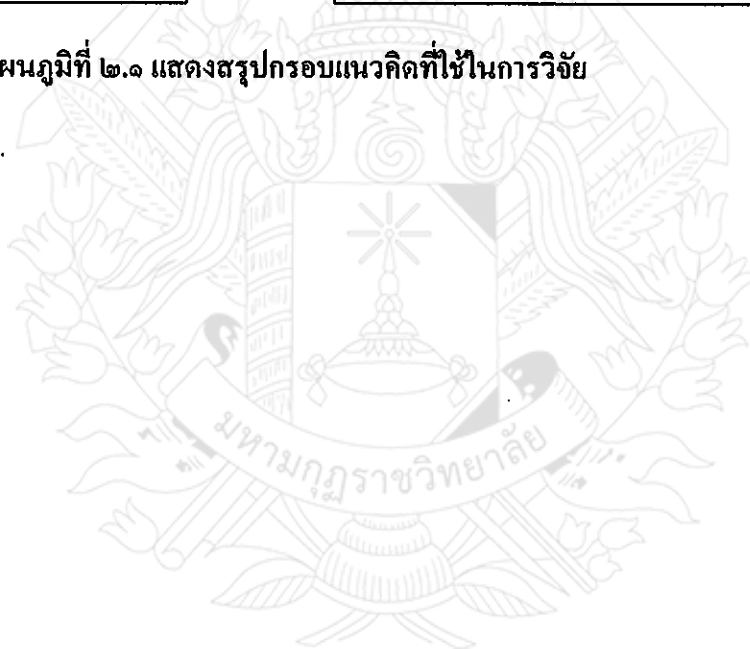 ผนภูมิที่ ๒.๑ แสดงสรุปกรอบแนวคิดที่ใช้ในการวิจัย
มหามกุฏราชวิทยาลัย